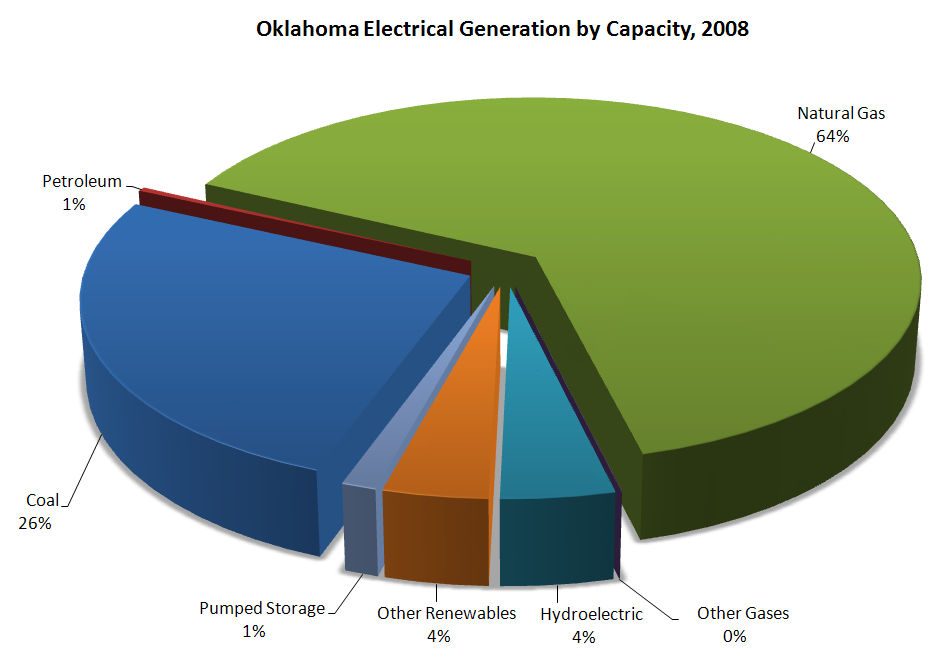 Oklahoma Electrical Generation by Capacity, 2008
Natural Gas
64%
Petroleum
1%
Coal
26%
Pumped Storage
1%
Other Renewables
4%
Hydroelectric
4%
Other Gases
0%